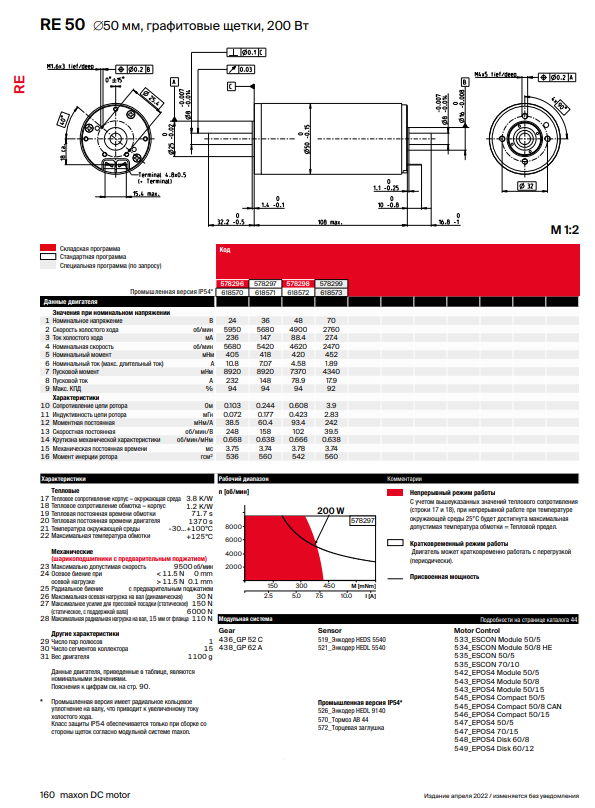 RE 50 ∅50 мм, графитовые щетки, 200 Вт
RE
M1.6x3 tief/deep
⌖ ∅0.2 B
⊥ ∅0.1 C
↗ 0.03
M4x5 tief/deep
⌖ ∅0.2 A
A
B
C
∅ 25.4
∅50 -0.15
∅ 32
Terminal 4.8x0.5
(+ Terminal)
15.4 max.
1.1 -0.25
1.4 -0.1
10 -0.8
32.2 -0.5
108 max.
16.8 -1
M 1:2
Складская программа
Стандартная программа
Специальная программа (по запросу)
Код
578296 578297 578298 578299
Промышленная версия IP54* 618570 618571 618572 618573
Данные двигателя
Значения при номинальном напряжении
1 Номинальное напряжение В 24 36 48 70
2 Скорость холостого хода об/мин 5950 5680 4900 2760
3 Ток холостого хода мА 236 147 88.4 27.4
4 Номинальная скорость об/мин 5680 5420 4620 2470
5 Номинальный момент мНм 405 418 420 452
6 Номинальный ток (макс. длительный ток) А 10.8 7.07 4.58 1.89
7 Пусковой момент мНм 8920 8920 7370 4340
8 Пусковой ток А 232 148 78.9 17.9
9 Макс. КПД % 94 94 94 92
Характеристики
10 Сопротивление цепи ротора Ом 0.103 0.244 0.608 3.9
11 Индуктивность цепи ротора мГн 0.072 0.177 0.423 2.83
12 Моментная постоянная мНм/А 38.5 60.4 93.4 242
13 Скоростная постоянная об/мин/В 248 158 102 39.5
14 Крутизна механической характеристики об/мин/мНм 0.668 0.638 0.666 0.638
15 Механическая постоянная времени мс 3.75 3.74 3.78 3.74
16 Момент инерции ротора гсм² 536 560 542 560
Характеристики
Тепловые
17 Тепловое сопротивление корпус – окружающая среда 3.8 K/W
18 Тепловое сопротивление обмотка – корпус 1.2 K/W
19 Тепловая постоянная времени обмотки 71.7 s
20 Тепловая постоянная времени двигателя 1370 s
21 Температура окружающей среды -30...+100°C
22 Максимальная температура обмотки +125°C
Механические
(шарикоподшипники с предварительным поджатием)
23 Максимально допустимая скорость 9500 об/мин
24 Осевое биение при < 11.5 N 0 mm
осевой нагрузке > 11.5 N 0.1 mm
25 Радиальное биение с предварительным поджатием
26 Максимальная осевая нагрузка на вал (динамическая) 30 N
27 Максимальное усилие для прессовой посадки (статическое) 150 N
(статическое, с поддержкой вала) 6000 N
28 Максимальная радиальная нагрузка на вал, 15 мм от фланца 110 N
Другие характеристики
29 Число пар полюсов 1
30 Число сегментов коллектора 15
31 Вес двигателя 1100 g
Данные двигателя, приведенные в таблице, являются
номинальными значениями.
Пояснения к цифрам см. на стр. 90.
* Промышленная версия имеет радиальное кольцевое
уплотнение на валу, что приводит к увеличенному току
холостого хода.
Класс защиты IP54 обеспечивается только при сборке со
стороны щеток согласно модульной системе maxon.
Рабочий диапазон
n [об/мин]
200 W
578297
8000
6000
4000
2000
150 300 450 M [mNm]
2.5 5.0 7.5 10.0 I [A]
Комментарии
Непрерывный режим работы
С учетом вышеуказанных значений теплового сопротивления
(строки 17 и 18), при непрерывной работе при температуре
окружающей среды 25°C будет достигнута максимальная
допустимая температура обмотки = Тепловой предел.
Кратковременный режим работы
Двигатель может кратковременно работать с перегрузкой
(периодически).
Присвоенная мощность
Модульная система Подробности на странице каталога 44
Gear
436_GP 52 C
438_GP 62 A
Sensor
519_Энкодер HEDS 5540
521_Энкодер HEDL 5540
Промышленная версия IP54*
526_Энкодер HEDL 9140
570_Тормоз AB 44
572_Торцевая заглушка
Motor Control
533_ESCON Module 50/5
534_ESCON Module 50/8 HE
535_ESCON 50/5
535_ESCON 70/10
542_EPOS4 Module 50/5
543_EPOS4 Module 50/8
543_EPOS4 Module 50/15
545_EPOS4 Compact 50/5
545_EPOS4 Compact 50/8 CAN
546_EPOS4 Compact 50/15
547_EPOS4 50/5
547_EPOS4 70/15
548_EPOS4 Disk 60/8
549_EPOS4 Disk 60/12
160 maxon DC motor
Издание апреля 2022 / изменяется без уведомления